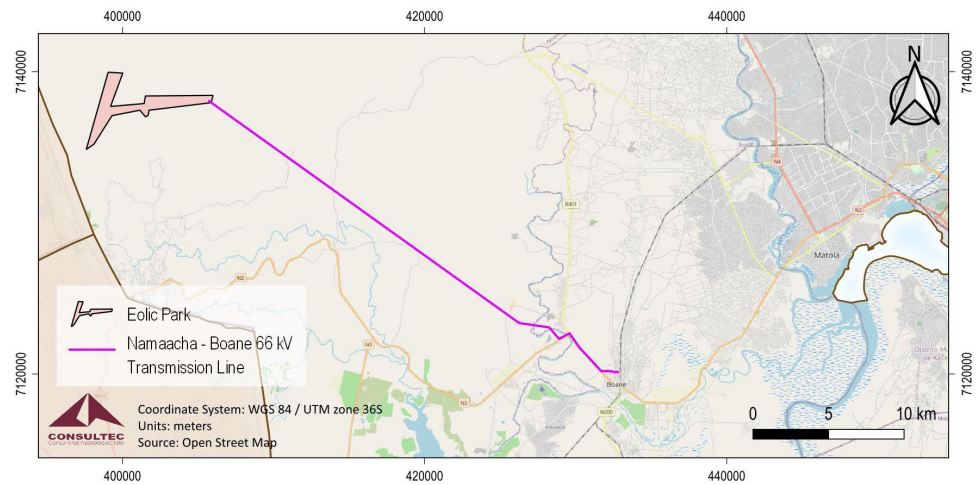 400000
420000
440000
7140000
7140000
N
N4
R401
N2
Matola
N2
Eolic Park
Namaacha - Boane 66 kV
Transmission Line
N3
N2
7120000
7120000
Boane
N200
Coordinate System: WGS 84 / UTM zone 36S
Units: meters
Source: Open Street Map
CONSULTEC
0
5
10 km
400000
420000
440000